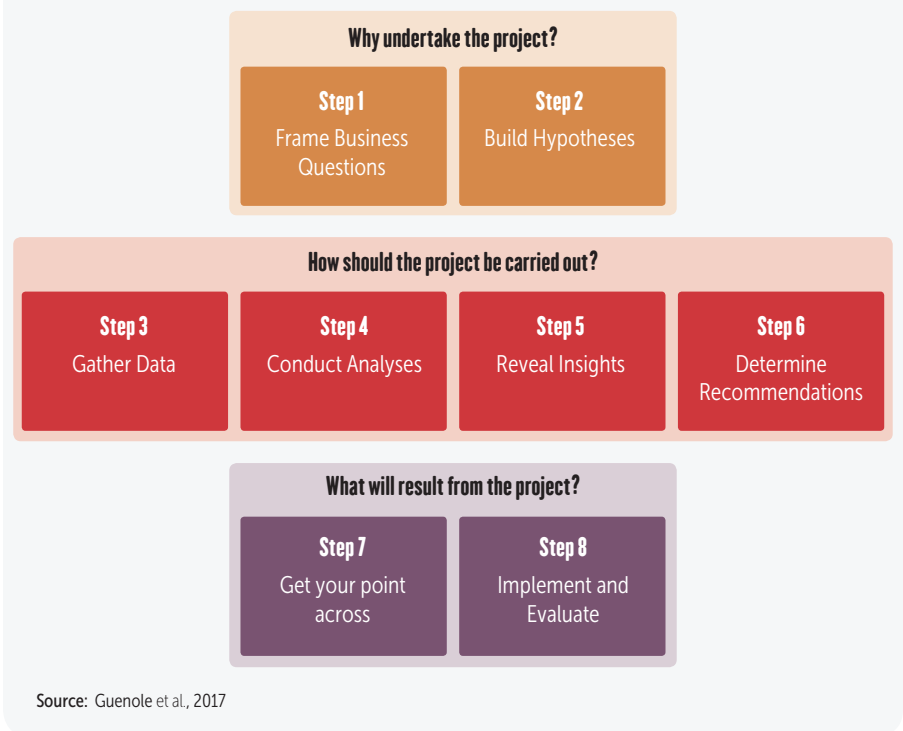 Why undertake the project?
Step 1
Frame Business
Questions
Step 2
Build Hypotheses
How should the project be carried out?
Step 3
Gather Data
Step 4
Conduct Analyses
Step 5
Reveal Insights
Step 6
Determine
Recommendations
What will result from the project?
Step 7
Get your point
across
Step 8
Implement and
Evaluate
Source: Guenole et al., 2017